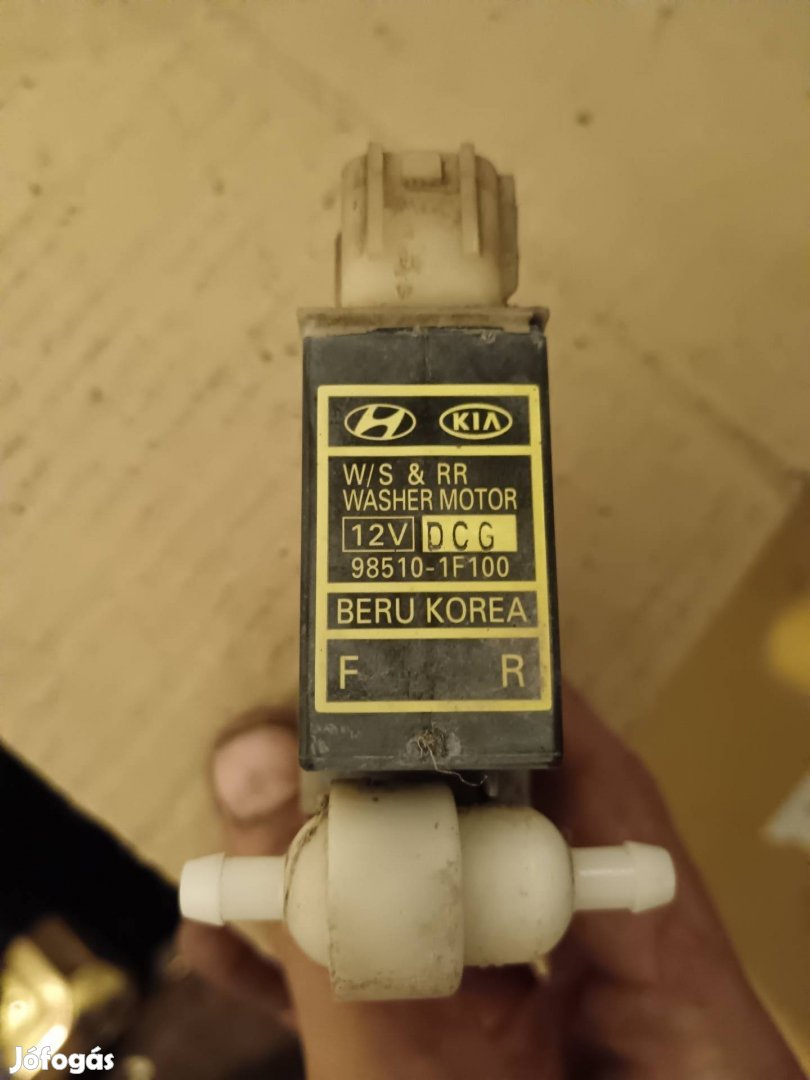 KIA
W/S & RR
WASHER MOTOR
12V DCG
98510-1F100
BERU KOREA
F R
Jófogás